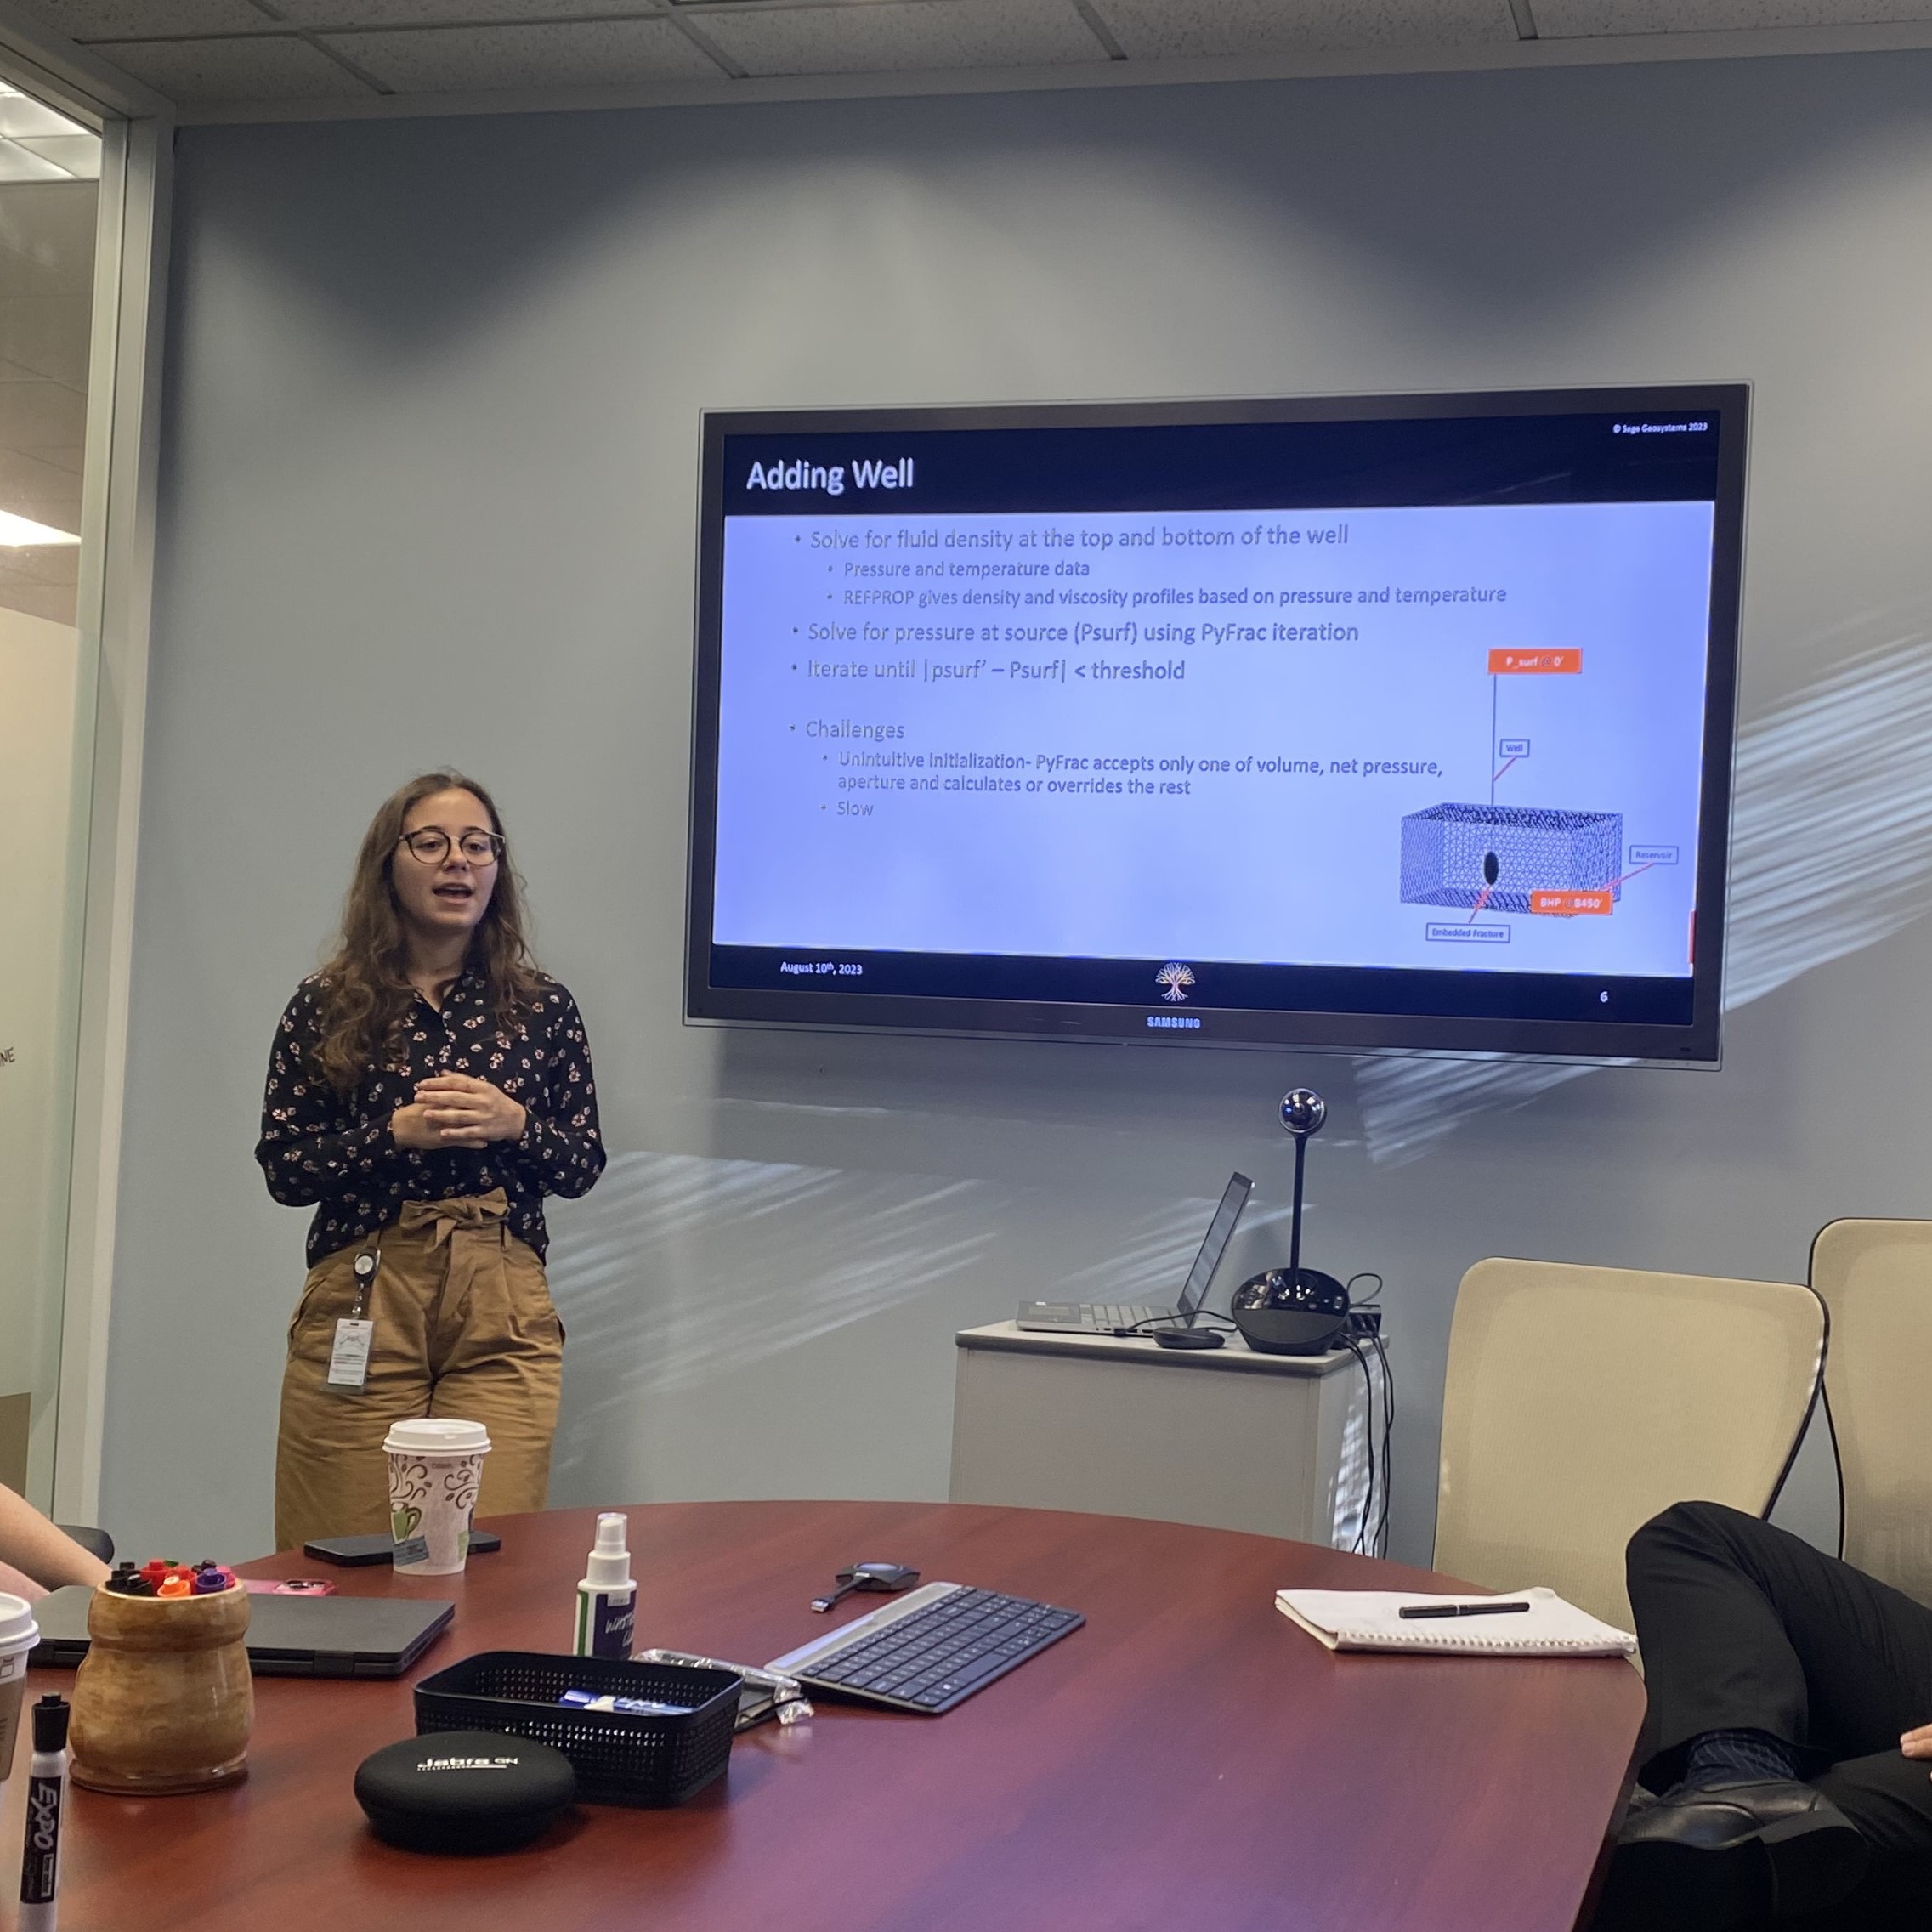 © Sage Geosystems 2023
Adding Well
• Solve for fluid density at the top and bottom of the well
• Pressure and temperature data
• REFPROP gives density and viscosity profiles based on pressure and temperature
• Solve for pressure at source (Psurf) using PyFrac iteration
• Iterate until |psurf’ – Psurf| < threshold
• Challenges
• Unintuitive initialization- PyFrac accepts only one of volume, net pressure,
aperture and calculates or overrides the rest
• Slow
P_surf @ 0'
Well
Reservoir
BHP @ 8450'
Embedded Fracture
August 10th, 2023
6
SAMSUNG
Jabra GN
EXPO